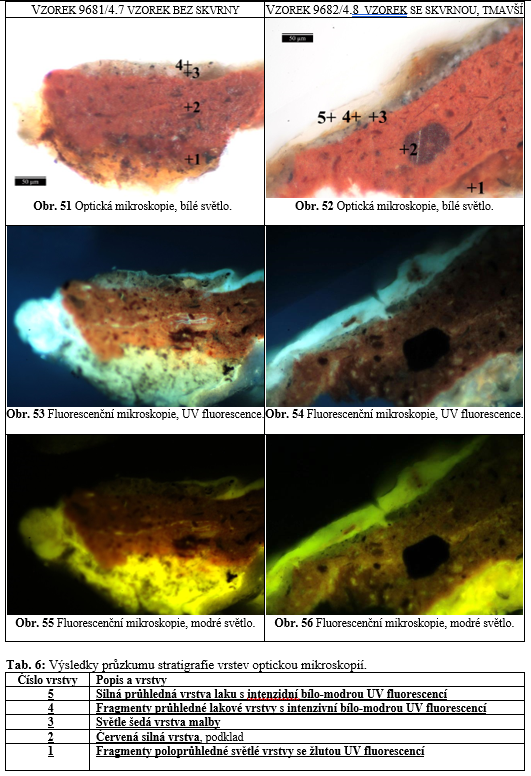 VZOREK 9681/4.7 VZOREK BEZ SKVRNY
VZOREK 9682/4.8 VZOREK SE SKVRNOU, TMAVŠÍ
4+
+3
+2
+1
50 µm
50 µm
5+ 4+ +3
+2
+1
Obr. 51 Optická mikroskopie, bílé světlo.
Obr. 52 Optická mikroskopie, bílé světlo.
Obr. 53 Fluorescenční mikroskopie, UV fluorescence.
Obr. 54 Fluorescenční mikroskopie, UV fluorescence.
Obr. 55 Fluorescenční mikroskopie, modré světlo.
Obr. 56 Fluorescenční mikroskopie, modré světlo.
Tab. 6: Výsledky průzkumu stratigrafie vrstev optickou mikroskopií.
Číslo vrstvy Popis a vrstvy
5 Silná průhledná vrstva laku s intenzidní bílo-modrou UV fluorescencí
4 Fragmenty průhledné lakové vrstvy s intenzivní bílo-modrou UV fluorescencí
3 Světle šedá vrstva malby
2 Červená silná vrstva, podklad
1 Fragmenty poloprůhledné světlé vrstvy se žlutou UV fluorescencí